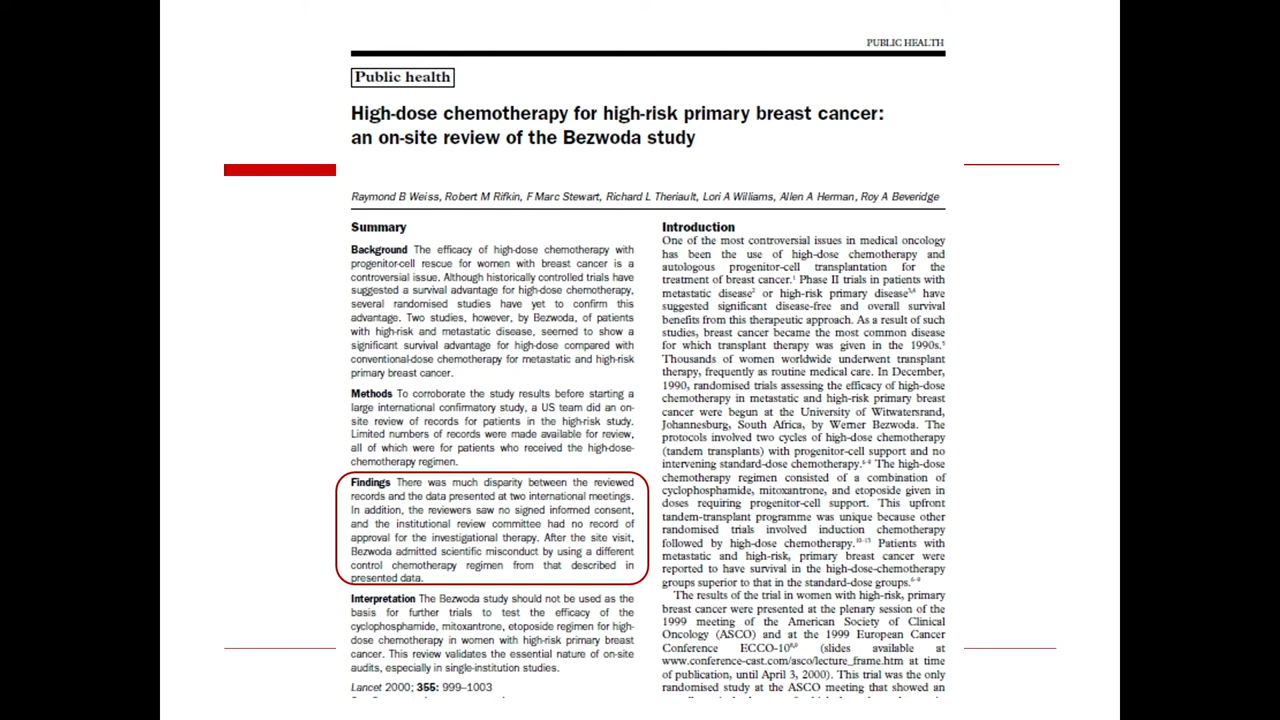 PUBLIC HEALTH
Public health
High-dose chemotherapy for high-risk primary breast cancer:
an on-site review of the Bezwoda study
Raymond B Weiss, Robert M Rifkin, F Marc Stewart, Richard L Theriault, Lori A Williams, Allen A Herman, Roy A Beveridge
Summary
Background The efficacy of high-dose chemotherapy with
progenitor-cell rescue for women with breast cancer is a
controversial issue. Although historically controlled trials have
suggested a survival advantage for high-dose chemotherapy,
several randomised studies have yet to confirm this
advantage. Two studies, however, by Bezwoda, of patients
with high-risk and metastatic disease, seemed to show a
significant survival advantage for high-dose compared with
conventional-dose chemotherapy for metastatic and high-risk
primary breast cancer.
Methods To corroborate the study results before starting a
large international confirmatory study, a US team did an on-
site review of records for patients in the high-risk study.
Limited numbers of records were made available for review,
all of which were for patients who received the high-dose-
chemotherapy regimen.
Findings There was much disparity between the reviewed
records and the data presented at two international meetings.
In addition, the reviewers saw no signed informed consent,
and the institutional review committee had no record of
approval for the investigational therapy. After the site visit,
Bezwoda admitted scientific misconduct by using a different
control chemotherapy regimen from that described in
presented data.
Interpretation The Bezwoda study should not be used as the
basis for further trials to test the efficacy of the
cyclophosphamide, mitoxantrone, etoposide regimen for high-
dose chemotherapy in women with high-risk primary breast
cancer. This review validates the essential nature of on-site
audits, especially in single-institution studies.
Lancet 2000; 355: 999–1003
Introduction
One of the most controversial issues in medical oncology
has been the use of high-dose chemotherapy and
autologous progenitor-cell transplantation for the
treatment of breast cancer.¹ Phase II trials in patients with
metastatic disease² or high-risk primary disease³,⁴ have
suggested significant disease-free and overall survival
benefits from this therapeutic approach. As a result of such
studies, breast cancer became the most common disease
for which transplant therapy was given in the 1990s.⁵
Thousands of women worldwide underwent transplant
therapy, frequently as routine medical care. In December,
1990, randomised trials assessing the efficacy of high-dose
chemotherapy in metastatic and high-risk primary breast
cancer were begun at the University of Witwatersrand,
Johannesburg, South Africa, by Werner Bezwoda. The
protocols involved two cycles of high-dose chemotherapy
(tandem transplants) with progenitor-cell support and no
intervening standard-dose chemotherapy.⁶⁻⁹ The high-dose
chemotherapy regimen consisted of a combination of
cyclophosphamide, mitoxantrone, and etoposide given in
doses requiring progenitor-cell support. This upfront
tandem-transplant programme was unique because other
randomised trials involved induction chemotherapy
followed by high-dose chemotherapy.¹⁰⁻¹⁵ Patients with
metastatic and high-risk, primary breast cancer were
reported to have survival in the high-dose-chemotherapy
groups superior to that in the standard-dose groups.⁶⁻⁹
The results of the trial in women with high-risk, primary
breast cancer were presented at the plenary session of the
1999 meeting of the American Society of Clinical
Oncology (ASCO) and at the 1999 European Cancer
Conference ECCO-10 (slides available at
www.conference-cast.com/asco/lecture_frame.htm at time
of publication, until April 3, 2000). This trial was the only
randomised study at the ASCO meeting that showed an